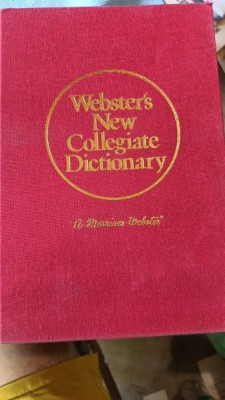 Webster's
New
Collegiate
Dictionary
a Merriam-Webster®